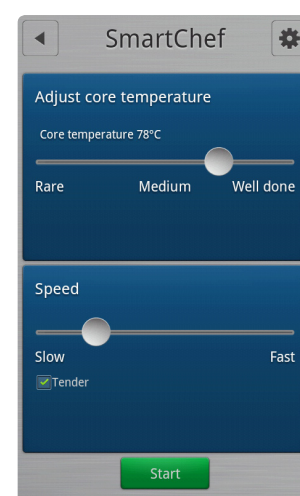 SmartChef
Adjust core temperature
Core temperature 78°C
Rare Medium Well done
Speed
Slow Fast
Tender
Start